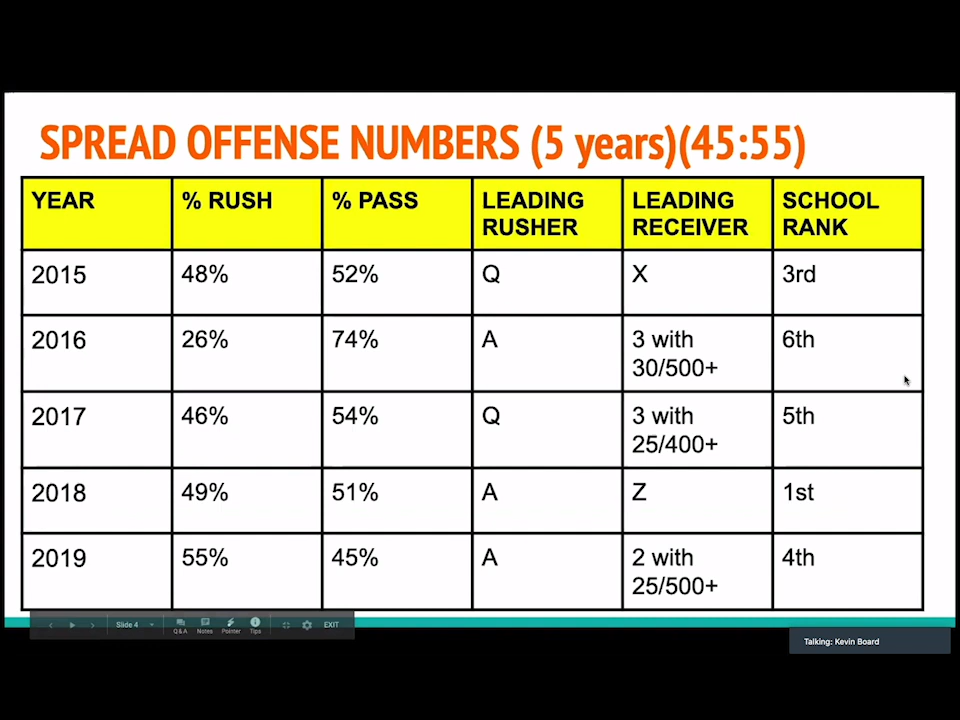 SPREAD OFFENSE NUMBERS (5 years)(45:55)
YEAR % RUSH % PASS LEADING RUSHER LEADING RECEIVER SCHOOL RANK
2015 48% 52% Q X 3rd
2016 26% 74% A 3 with 30/500+ 6th
2017 46% 54% Q 3 with 25/400+ 5th
2018 49% 51% A Z 1st
2019 55% 45% A 2 with 25/500+ 4th
Slide 4 Q&A Notes Pointer Tips EXIT
Talking: Kevin Board